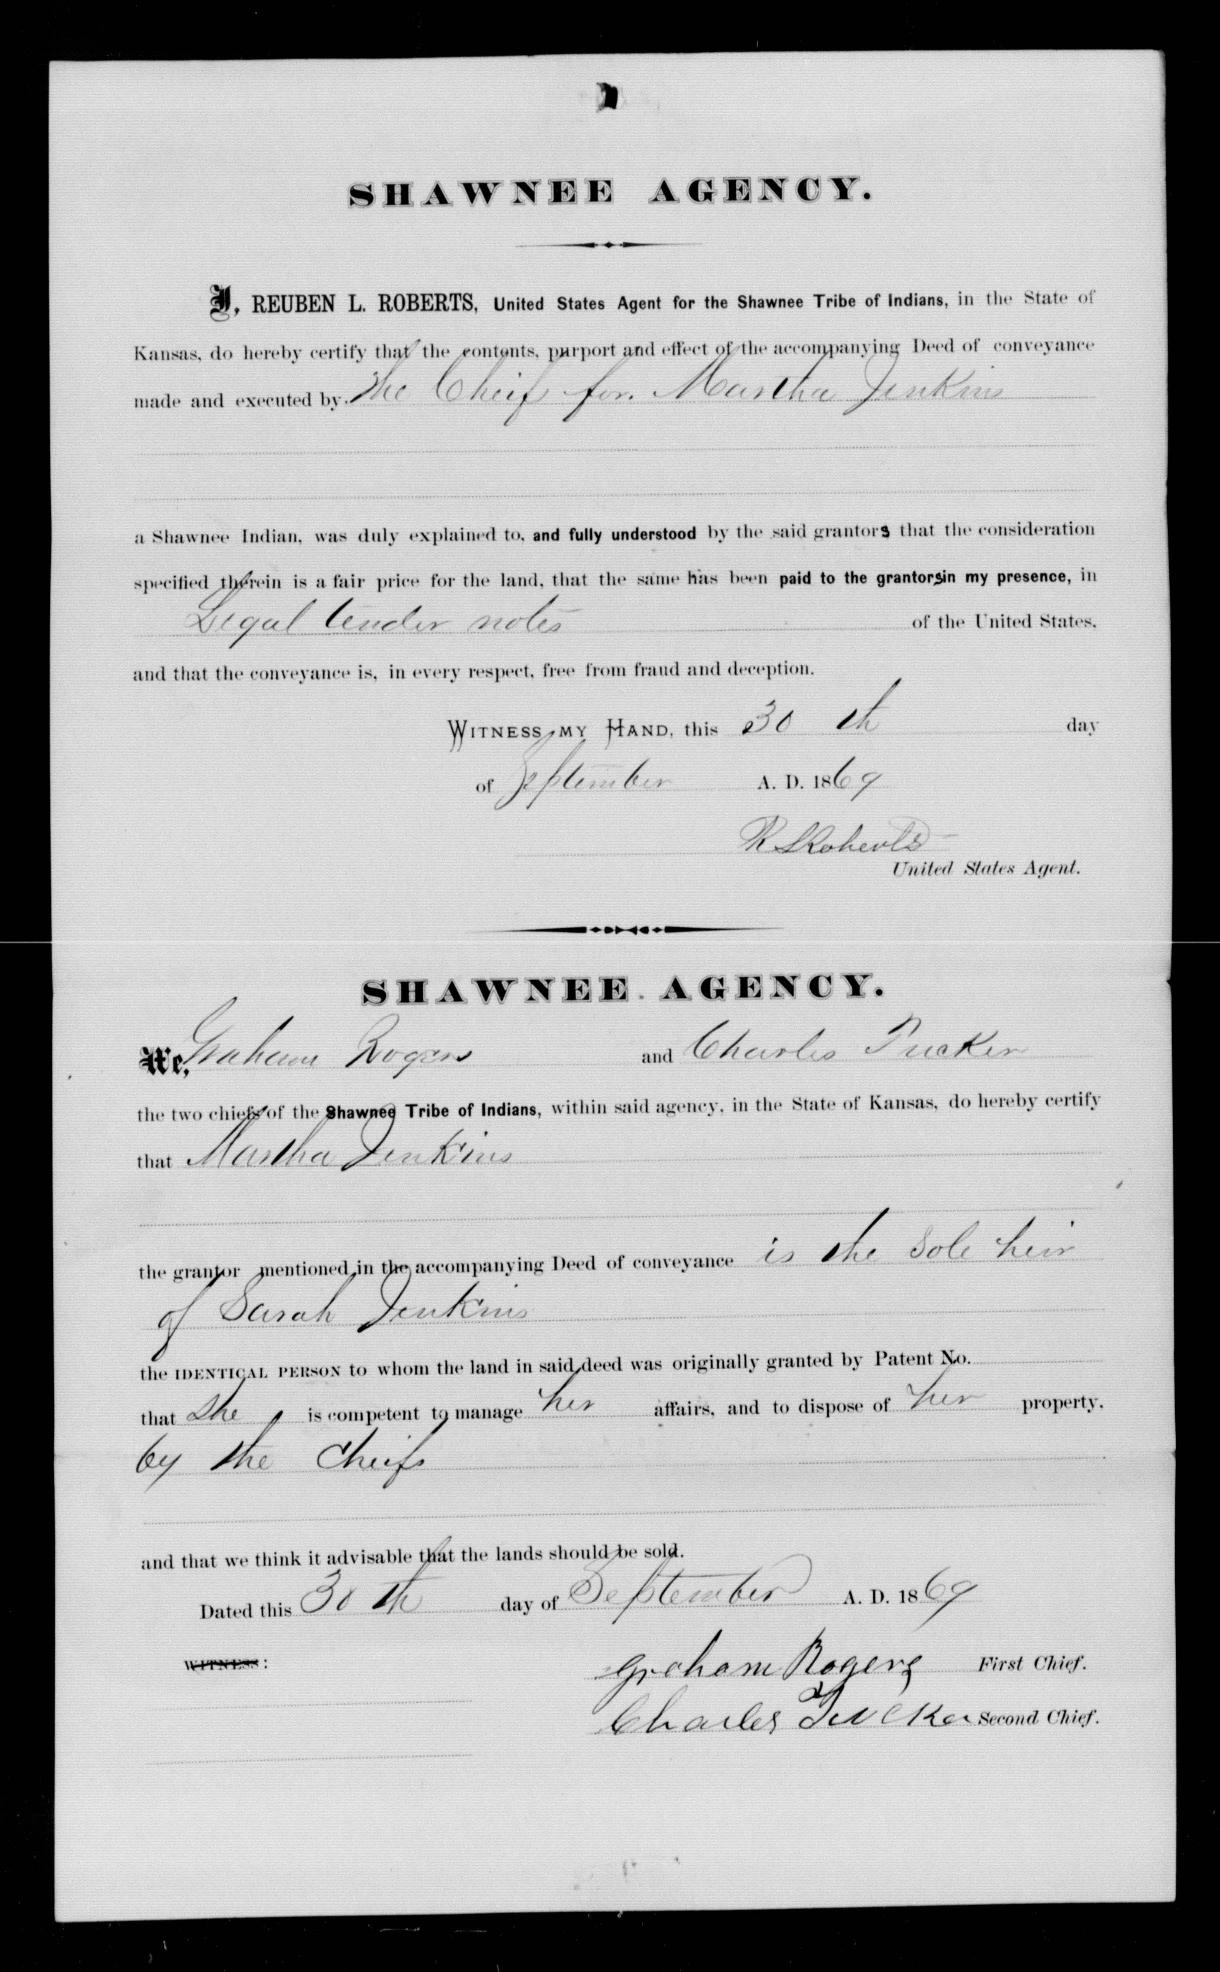 SHAWNEE AGENCY.
I, REUBEN L. ROBERTS, United States Agent for the Shawnee Tribe of Indians, in the State of
Kansas, do hereby certify that the contents, purport and effect of the accompanying Deed of conveyance
made and executed by the Cheifs for. Martha Jenkins
a Shawnee Indian, was duly explained to, and fully understood by the said grantors that the consideration
specified therein is a fair price for the land, that the same has been paid to the grantors in my presence, in
Legal tender notes of the United States,
and that the conveyance is, in every respect, free from fraud and deception.
WITNESS MY HAND, this 30 th day
of September A. D. 1869
R L Roberts
United States Agent.
SHAWNEE AGENCY.
We, Graham Rogers and Charles Tucker
the two chiefs of the Shawnee Tribe of Indians, within said agency, in the State of Kansas, do hereby certify
that Martha Jenkins
the grantor mentioned in the accompanying Deed of conveyance is the sole heir
of Sarah Jenkins
the IDENTICAL PERSON to whom the land in said deed was originally granted by Patent No.
that she is competent to manage her affairs, and to dispose of her property,
by the Cheifs
and that we think it advisable that the lands should be sold.
Dated this 30 th day of September A. D. 1869
WITNESS:
Graham Rogers First Chief.
Charles Tucker Second Chief.